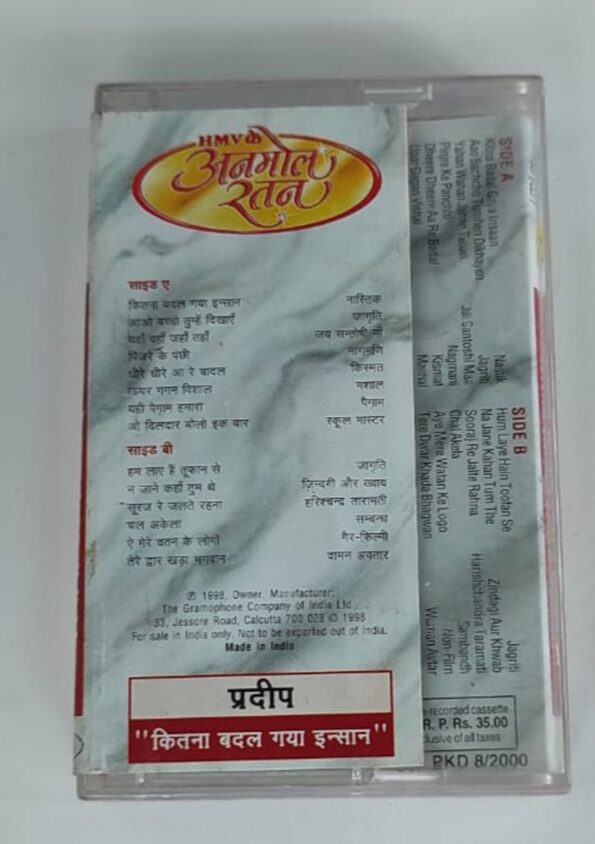 HMV के
अनमोल
रतन
साइड ए
कितना बदल गया इन्सान नास्तिक
आओ बच्चो तुम्हें दिखाएँ जागृति
यहाँ वहाँ जहाँ तहाँ जय सन्तोषी माँ
पिंजरे के पंछी नागमणि
धीरे धीरे आ रे बादल किस्मत
ऊपर गगन विशाल मशाल
यही पैग़ाम हमारा पैग़ाम
ओ दिलदार बोलो इक बार स्कूल मास्टर
साइड बी
हम लाए हैं तूफ़ान से जागृति
न जाने कहाँ तुम थे ज़िन्दगी और ख्वाब
सूरज रे जलते रहना हरिश्चन्द्र तारामती
चल अकेला सम्बन्ध
ऐ मेरे वतन के लोगों गैर-फ़िल्मी
तेरे द्वार खड़ा भगवान वामन अवतार
℗ 1998, Owner, Manufacturer:
The Gramophone Company of India Ltd.,
33, Jessore Road, Calcutta 700 028 © 1998
For sale in India only. Not to be exported out of India.
Made in India
प्रदीप
"कितना बदल गया इन्सान"
SIDE A
Kitna Badal Gaya Insaan Nastik
Aao Bachcho Tumhen Dikhayen Jagriti
Yahan Wahan Jahan Tahan Jai Santoshi Maa
Pinjre Ke Panchhi Nagmani
Dheere Dheere Aa Re Badal Kismat
Upar Gagan Vishal Mashal
SIDE B
Hum Laye Hain Toofan Se Jagriti
Na Jane Kahan Tum The Zindagi Aur Khwab
Sooraj Re Jalte Rahna Harishchandra Taramati
Chal Akela Sambandh
Aye Mere Watan Ke Logo Non-Film
Tere Dwar Khada Bhagwan Waman Avtar
-recorded cassette
R. P. Rs. 35.00
clusive of all taxes
PKD 8/2000